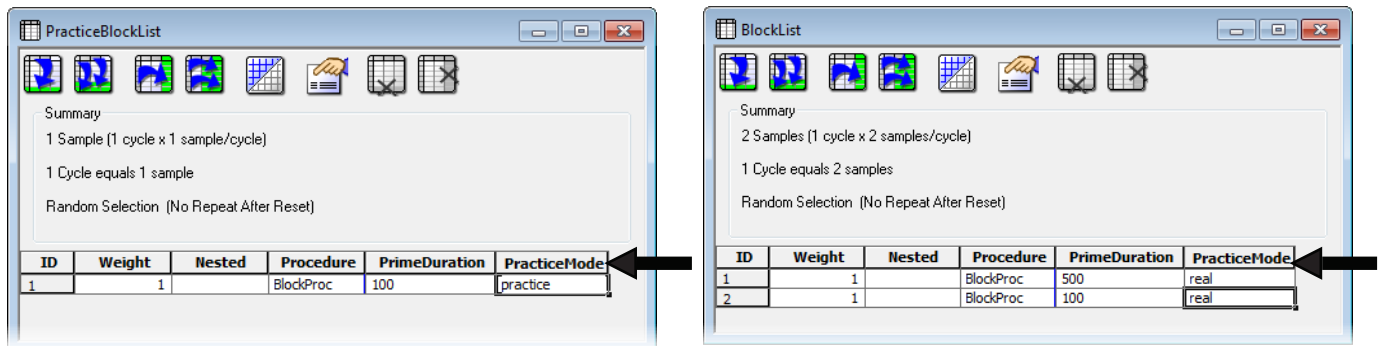 PracticeBlockList
Summary
1 Sample (1 cycle x 1 sample/cycle)
1 Cycle equals 1 sample
Random Selection (No Repeat After Reset)
ID Weight Nested Procedure PrimeDuration PracticeMode
1 1 BlockProc 100 practice
BlockList
Summary
2 Samples (1 cycle x 2 samples/cycle)
1 Cycle equals 2 samples
Random Selection (No Repeat After Reset)
ID Weight Nested Procedure PrimeDuration PracticeMode
1 1 BlockProc 500 real
2 1 BlockProc 100 real